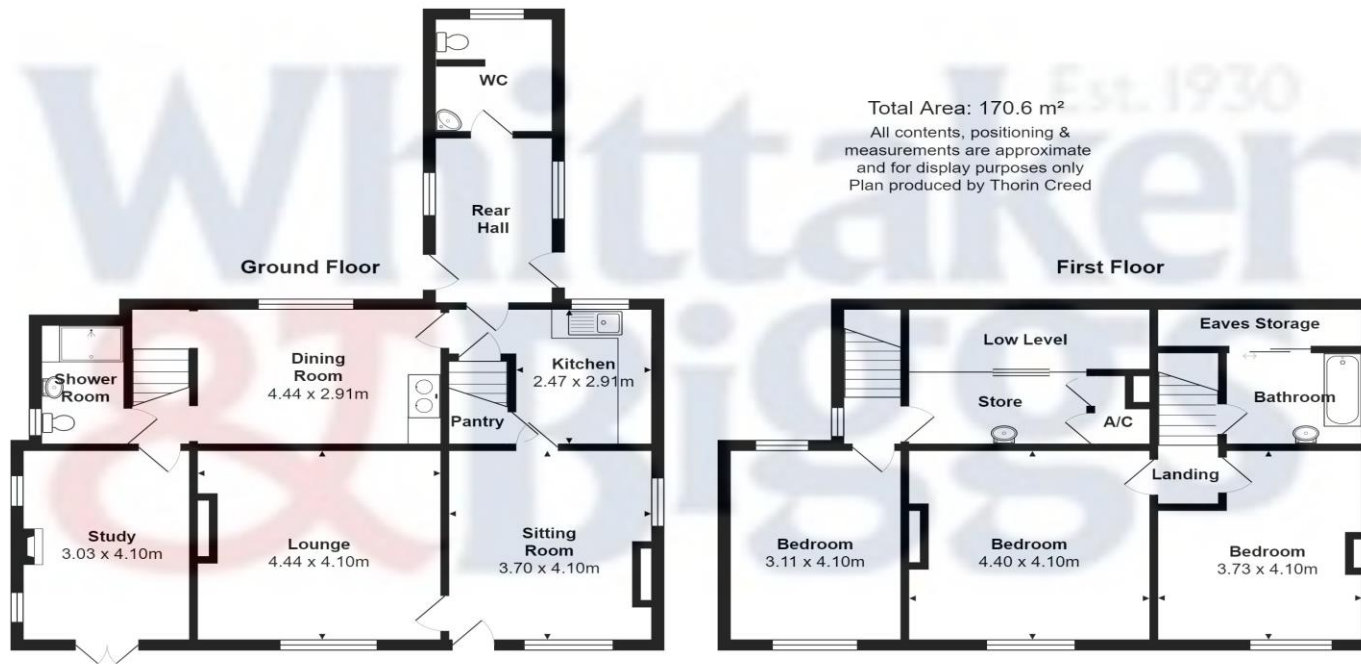 Whittaker
& Biggs
Est. 1930
Total Area: 170.6 m²
All contents, positioning &
measurements are approximate
and for display purposes only
Plan produced by Thorin Creed
Ground Floor
WC
Rear
Hall
Dining
Room
4.44 x 2.91m
Kitchen
2.47 x 2.91m
Shower
Room
Pantry
Study
3.03 x 4.10m
Lounge
4.44 x 4.10m
Sitting
Room
3.70 x 4.10m
First Floor
Eaves Storage
Low Level
Store
A/C
Bathroom
Landing
Bedroom
3.11 x 4.10m
Bedroom
4.40 x 4.10m
Bedroom
3.73 x 4.10m